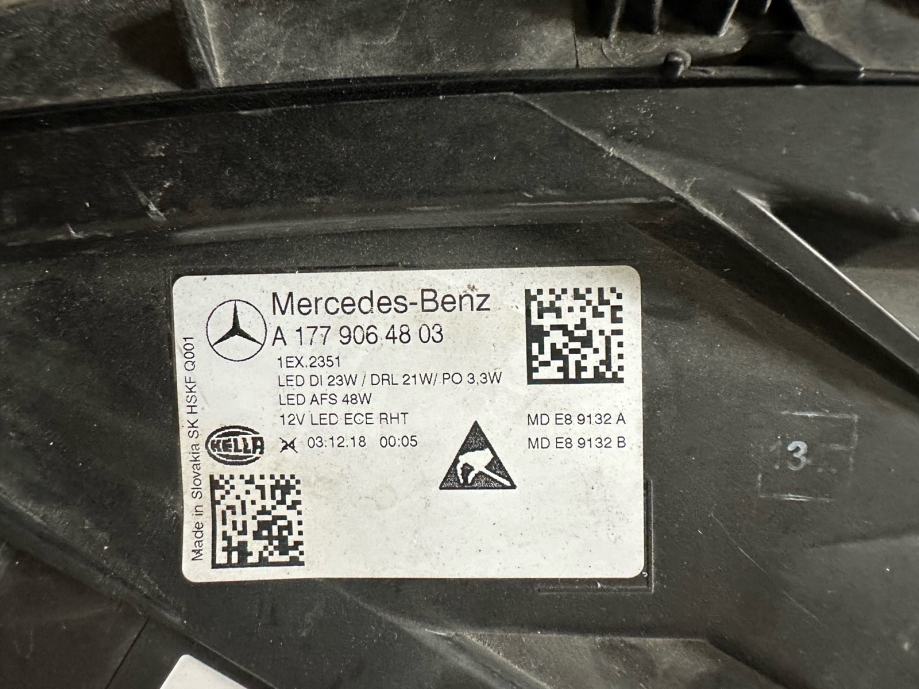 Mercedes-Benz
A 177 906 48 03
1EX.2351
LED DI 23W / DRL 21W / PO 3,3W
LED AFS 48W
12V LED ECE RHT
HELLA
03.12.18 00:05
MD E8 9132 A
MD E8 9132 B
Made in Slovakia SK HSKF Q001
3